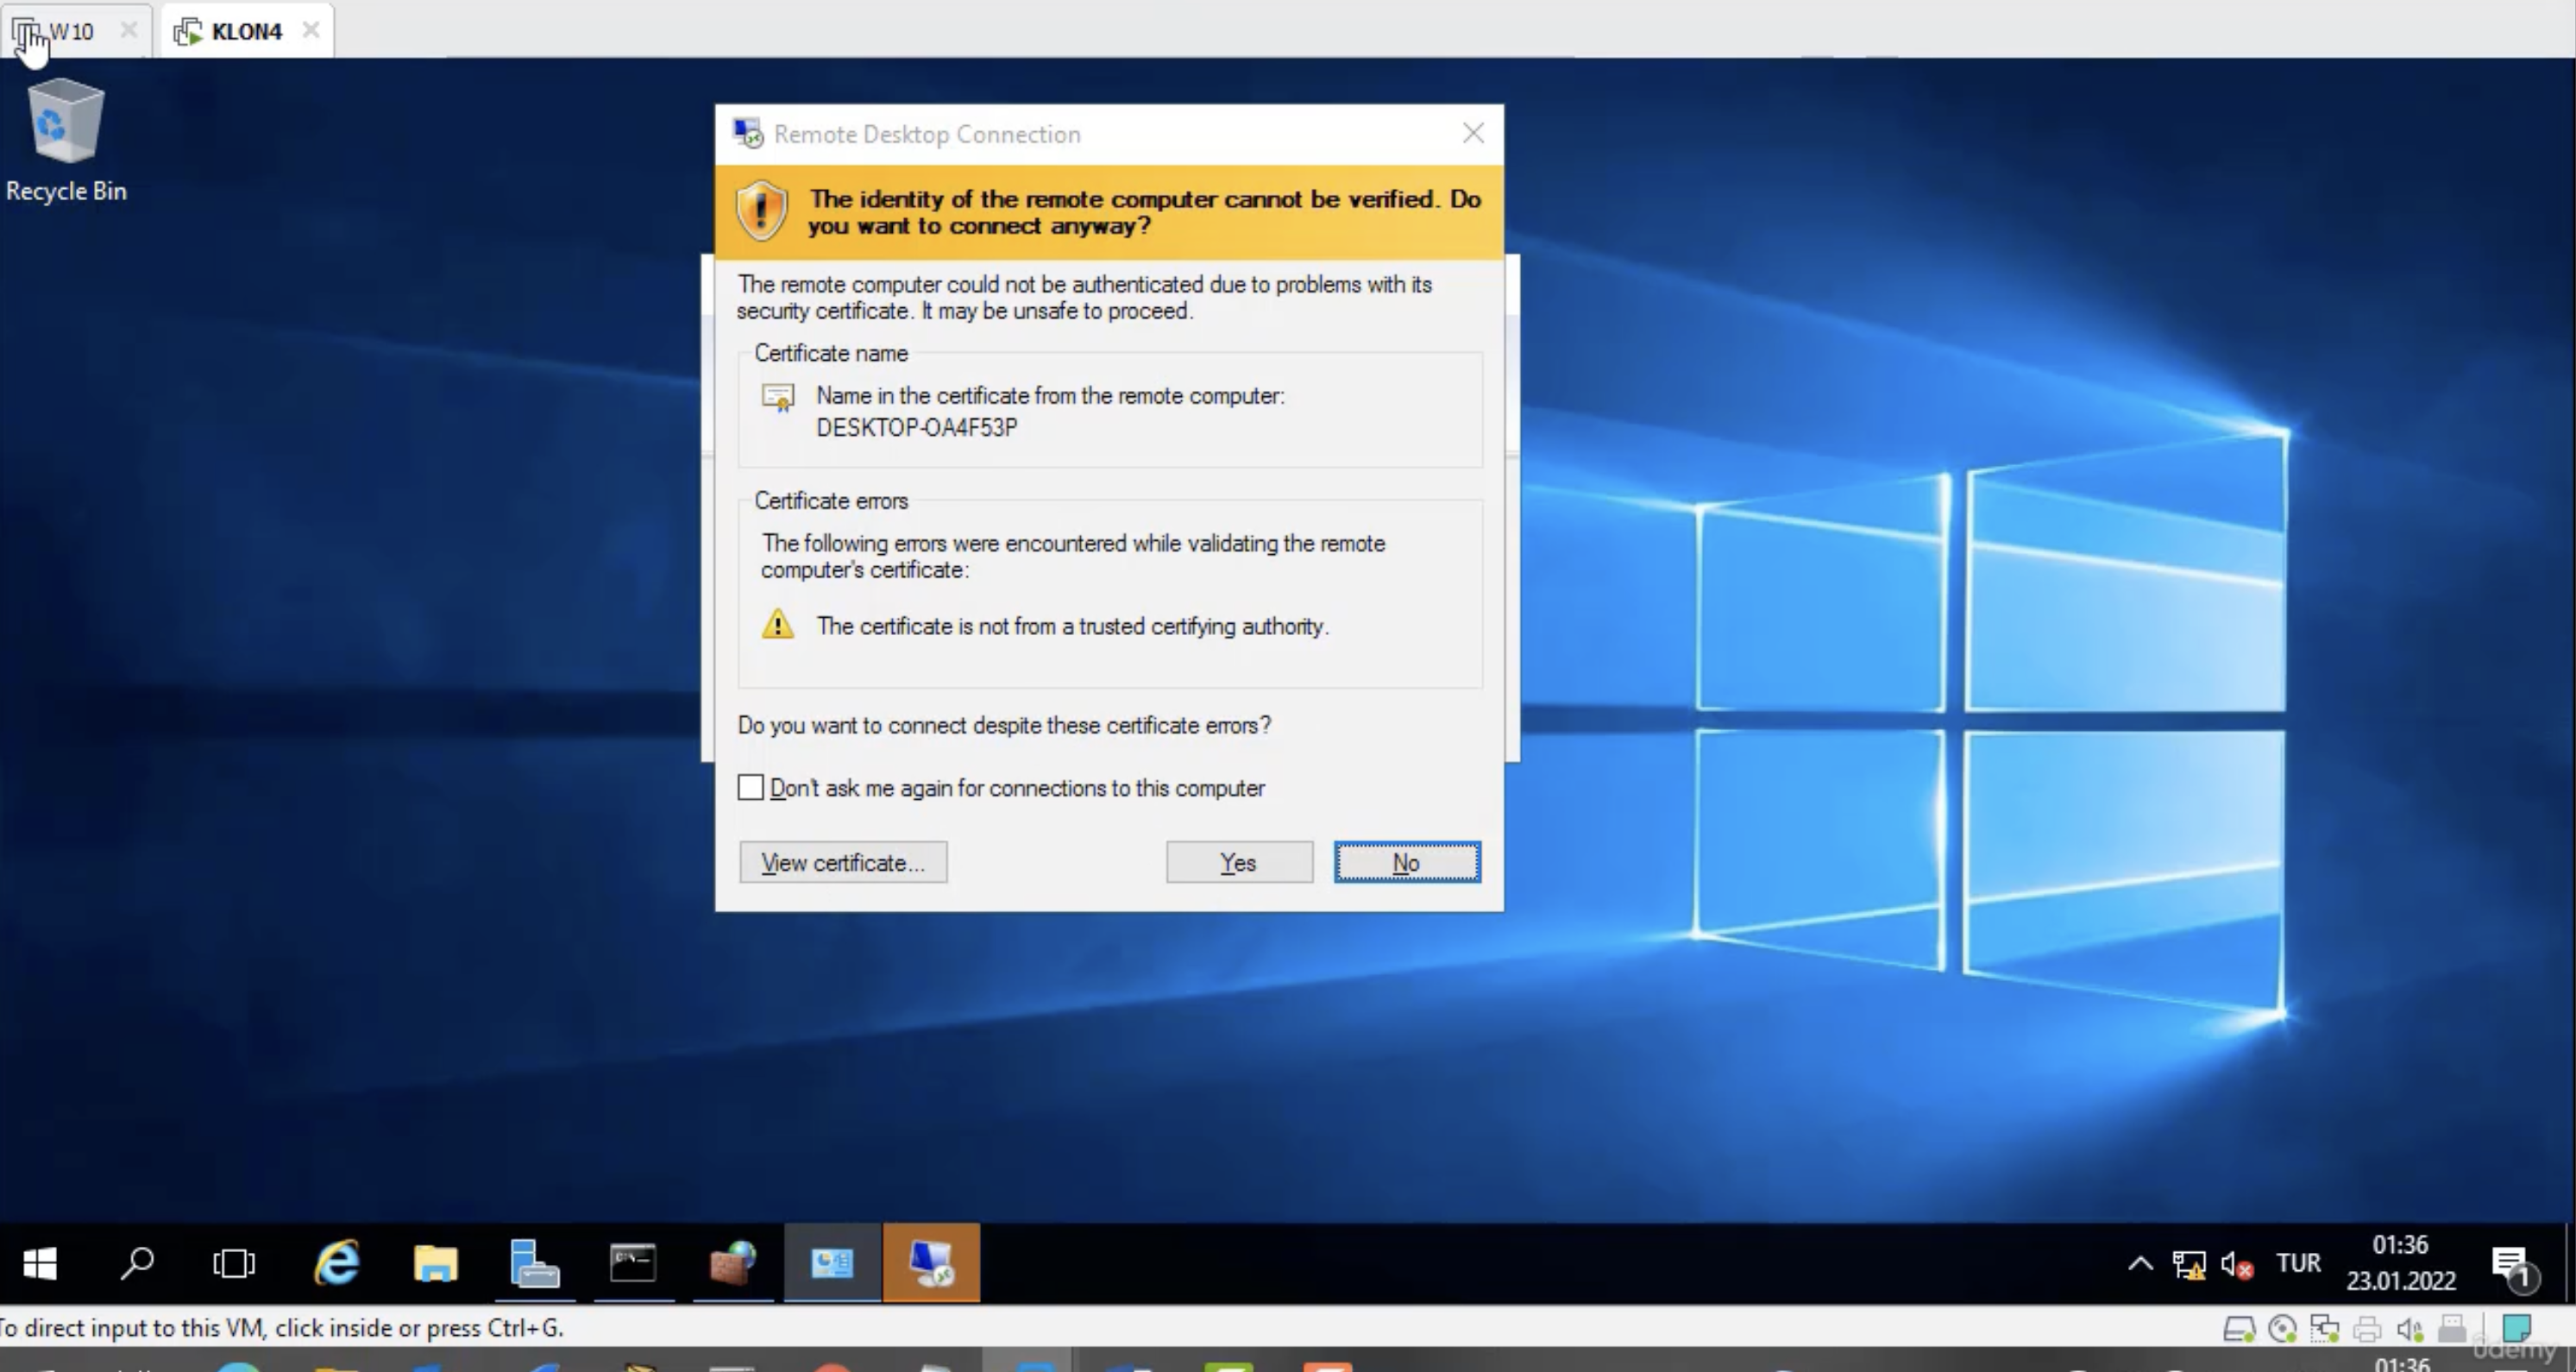 W10
KLON4
Recycle Bin
Remote Desktop Connection
The identity of the remote computer cannot be verified. Do
you want to connect anyway?
The remote computer could not be authenticated due to problems with its
security certificate. It may be unsafe to proceed.
Certificate name
Name in the certificate from the remote computer:
DESKTOP-OA4F53P
Certificate errors
The following errors were encountered while validating the remote
computer's certificate:
The certificate is not from a trusted certifying authority.
Do you want to connect despite these certificate errors?
Don't ask me again for connections to this computer
View certificate...
Yes
No
TUR
01:36
23.01.2022
1
To direct input to this VM, click inside or press Ctrl+G.
udemy
01:36